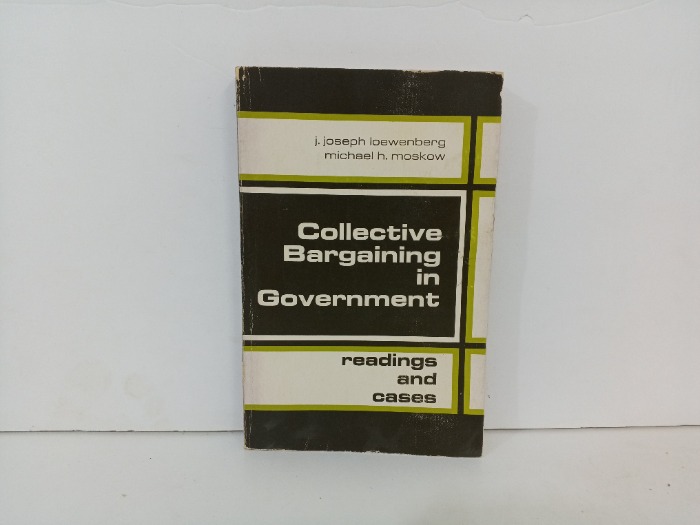 j. joseph loewenberg
michael h. moskow
Collective
Bargaining
in
Government
readings
and
cases